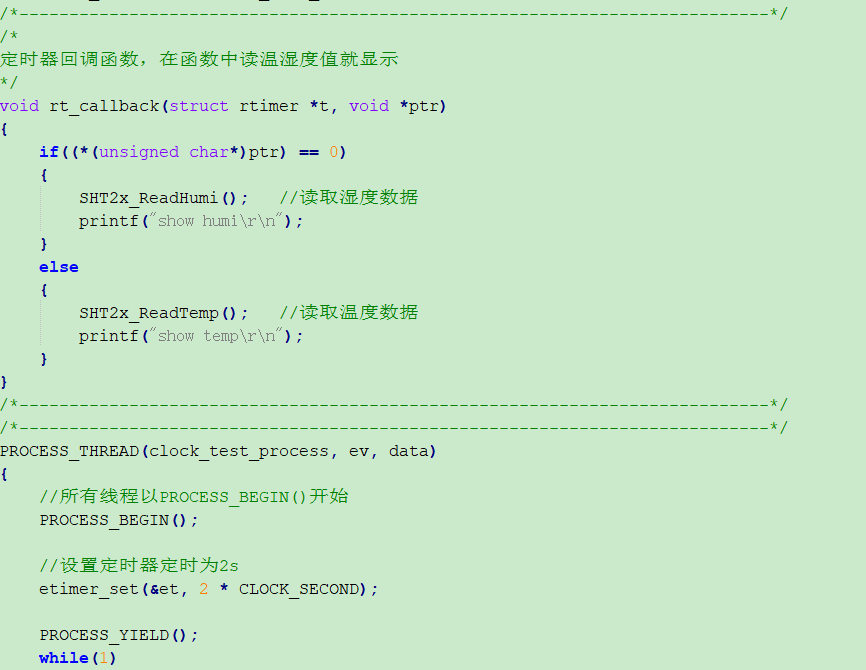 /*---------------------------------------------------------------------------*/
/*
定时器回调函数，在函数中读温湿度值就显示
*/
void rt_callback(struct rtimer *t, void *ptr)
{
    if((*(unsigned char*)ptr) == 0)
    {
        SHT2x_ReadHumi();   //读取湿度数据
        printf("show humi\r\n");
    }
    else
    {
        SHT2x_ReadTemp();   //读取温度数据
        printf("show temp\r\n");
    }
}
/*---------------------------------------------------------------------------*/
/*---------------------------------------------------------------------------*/
PROCESS_THREAD(clock_test_process, ev, data)
{
    //所有线程以PROCESS_BEGIN()开始
    PROCESS_BEGIN();

    //设置定时器定时为2s
    etimer_set(&et, 2 * CLOCK_SECOND);

    PROCESS_YIELD();
    while(1)